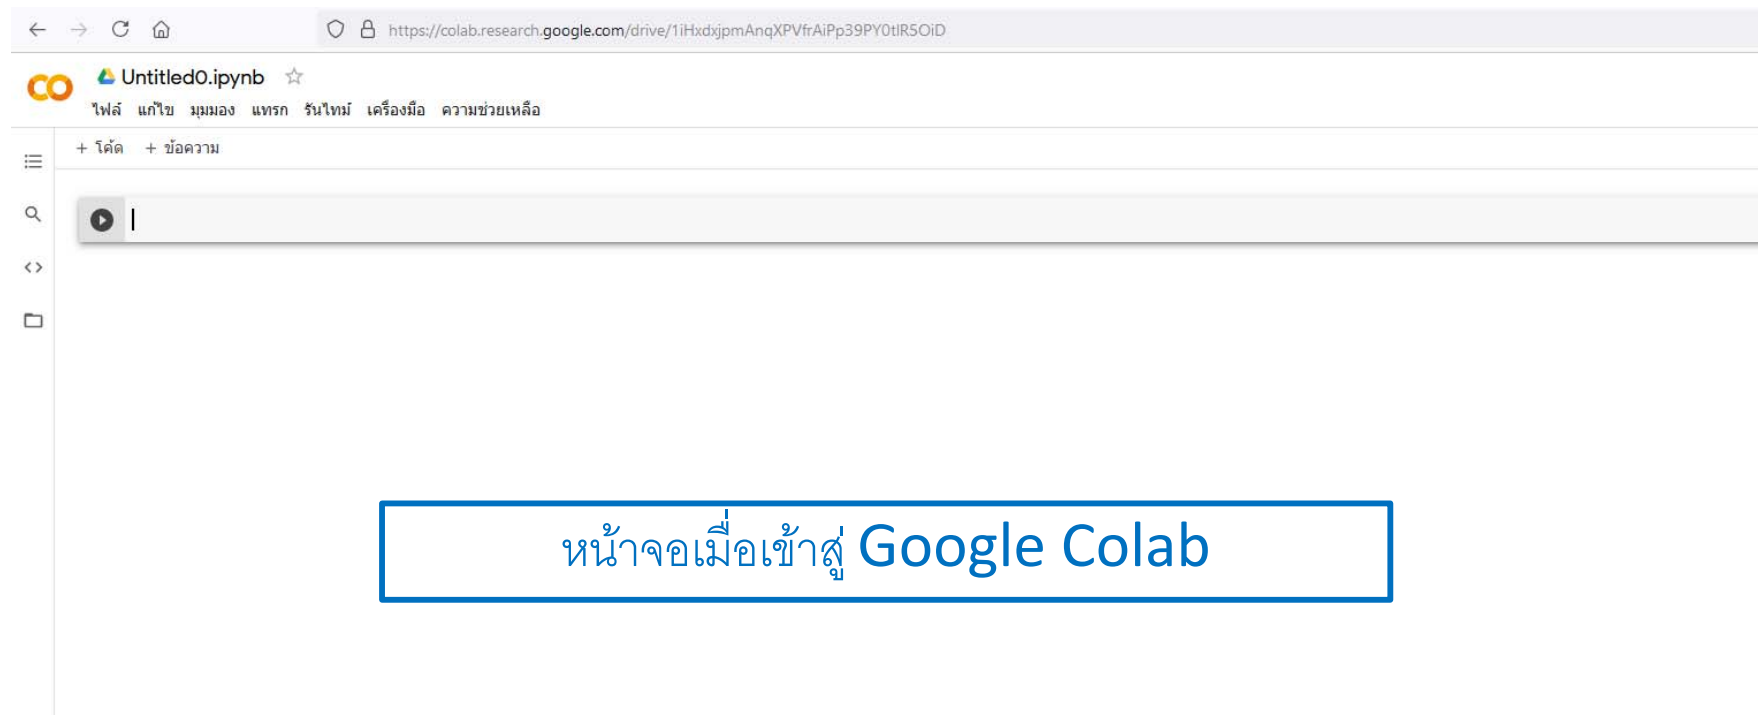 https://colab.research.google.com/drive/1iHxdxjpmAnqXPVfrAiPp39PY0tlR5OiD
CO Untitled0.ipynb
ไฟล์ แก้ไข มุมมอง แทรก รันไทม์ เครื่องมือ ความช่วยเหลือ
+ โค้ด + ข้อความ
หน้าจอเมื่อเข้าสู่ Google Colab